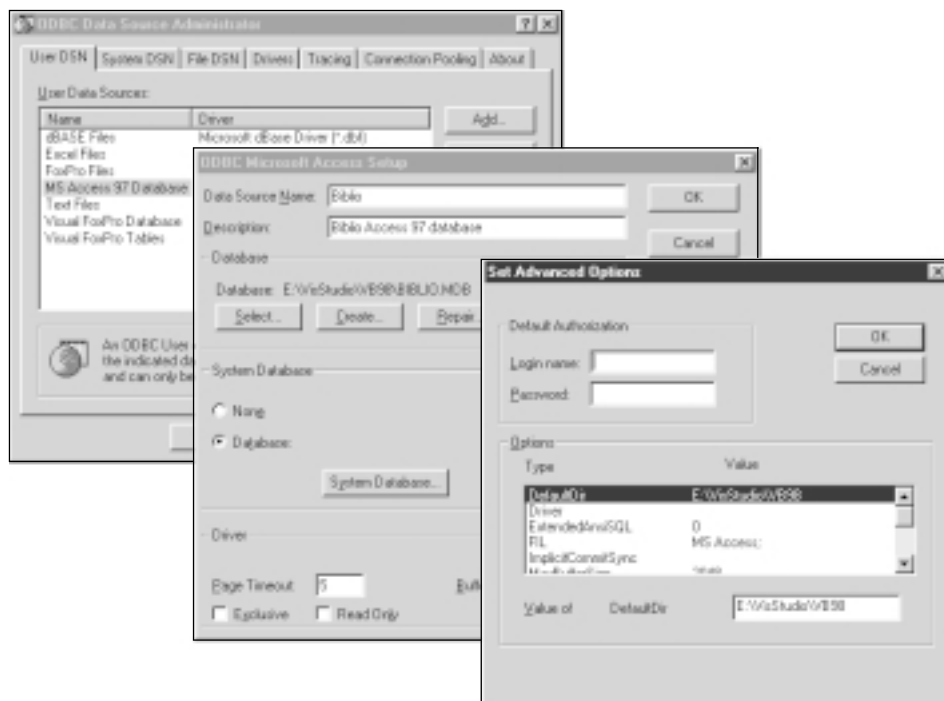 ODBC Data Source Administrator
User DSN System DSN File DSN Drivers Tracing Connection Pooling About
User Data Sources:
Name Driver
Add...
dBASE Files Microsoft dBase Driver (*.dbf)
Excel Files
FoxPro Files
MS Access 97 Database
Text Files
Visual FoxPro Database
Visual FoxPro Tables
An ODBC User
the indicated da
and can only be
ODBC Microsoft Access Setup
Data Source Name: Biblio
OK
Description: Biblio Access 97 database
Cancel
Database
Database: E:\VisStudio\VB98\BIBLIO.MDB
Select... Create... Repair..
System Database
None
Database:
System Database...
Driver
Page Timeout: 5
Buff
Exclusive Read Only
Set Advanced Options
Default Authorization
OK
Login name:
Cancel
Password:
Options
Type Value
DefaultDir E:\VisStudio\VB98
Driver
ExtendedAnsiSQL 0
FIL MS Access;
ImplicitCommitSync
MaxBufferSize 2048
Value of DefaultDir E:\VisStudio\VB98